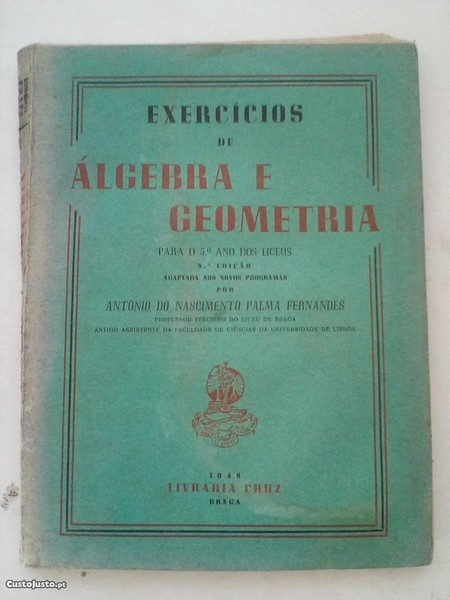 EXERCÍCIOS
DE
ÁLGEBRA E
GEOMETRIA
PARA O 5.º ANO DOS LICEUS
EDIÇÃO
ADAPTADA AOS NOVOS PROGRAMAS
POR
ANTÓNIO DO NASCIMENTO PALMA FERNANDES
PROFESSOR EFECTIVO DO LICEU DE BRAGA
ANTIGO ASSISTENTE DA FACULDADE DE CIÊNCIAS DA UNIVERSIDADE DE LISBOA
LIVRARIA CRUZ
BRAGA
CustoJusto.pt